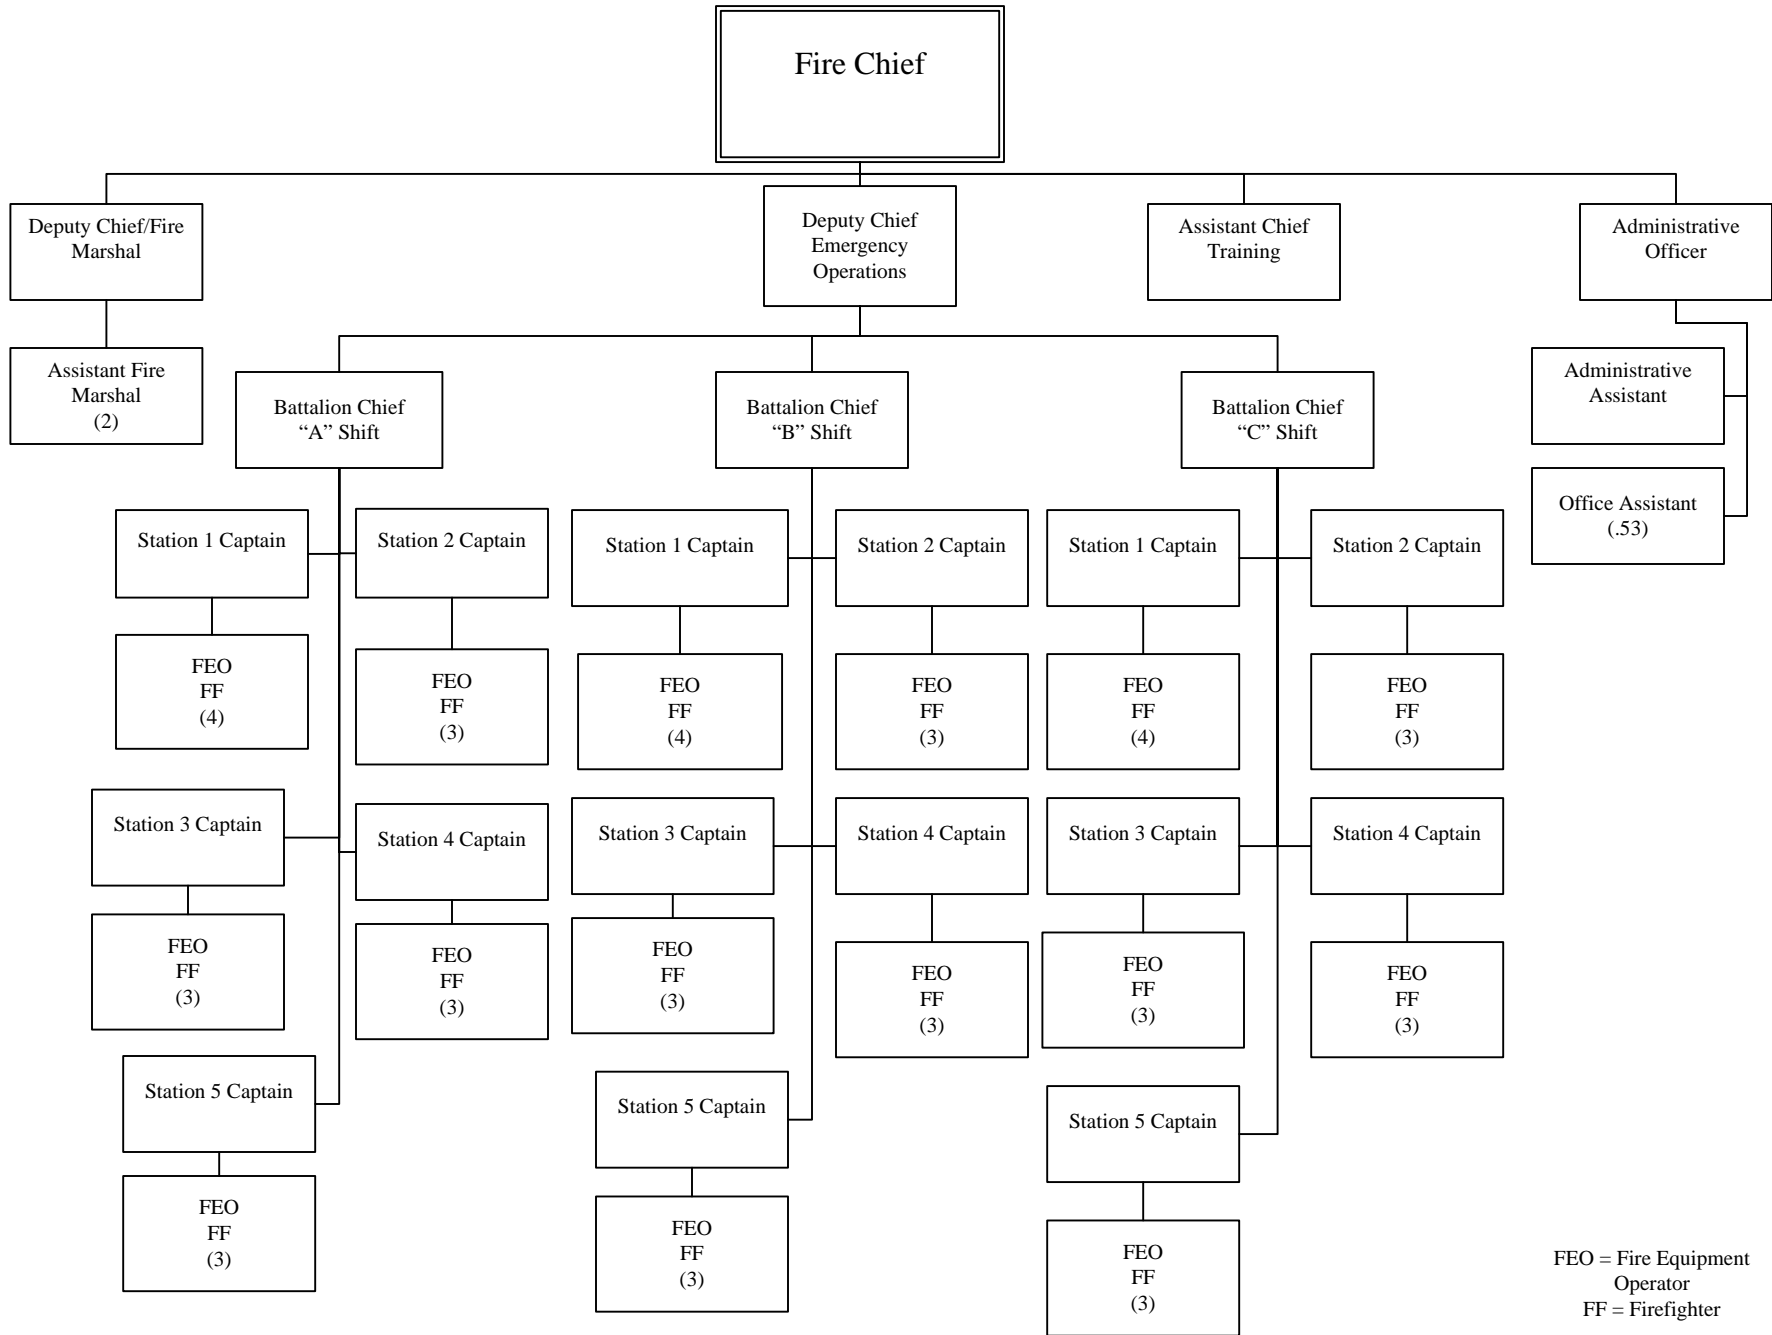 Fire Chief
Deputy Chief/Fire
Marshal
Deputy Chief
Emergency
Operations
Assistant Chief
Training
Administrative
Officer
Assistant Fire
Marshal
(2)
Battalion Chief
“A” Shift
Battalion Chief
“B” Shift
Battalion Chief
“C” Shift
Administrative
Assistant
Office Assistant
(.53)
Station 1 Captain
Station 2 Captain
Station 1 Captain
Station 2 Captain
Station 1 Captain
Station 2 Captain
FEO
FF
(4)
FEO
FF
(3)
FEO
FF
(4)
FEO
FF
(3)
FEO
FF
(4)
FEO
FF
(3)
Station 3 Captain
Station 4 Captain
Station 3 Captain
Station 4 Captain
Station 3 Captain
Station 4 Captain
FEO
FF
(3)
FEO
FF
(3)
FEO
FF
(3)
FEO
FF
(3)
FEO
FF
(3)
FEO
FF
(3)
Station 5 Captain
Station 5 Captain
Station 5 Captain
FEO
FF
(3)
FEO
FF
(3)
FEO
FF
(3)
FEO = Fire Equipment
Operator
FF = Firefighter